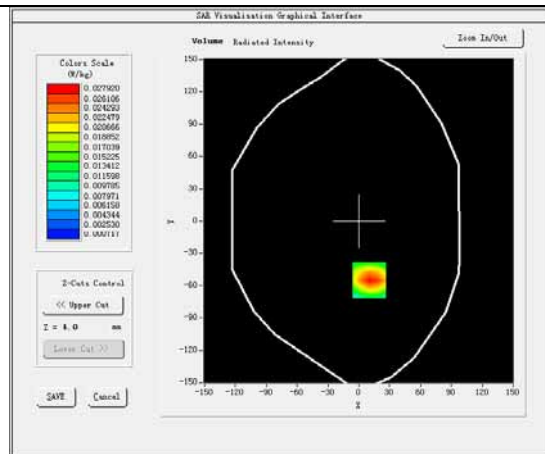 SAR Visualisation Graphical Interface
Volume Radiated Intensity
Zoom In/Out
Colors Scale
(W/kg)
0.027920
0.026106
0.024293
0.022479
0.020666
0.018852
0.017039
0.015225
0.013412
0.011598
0.009785
0.007971
0.006158
0.004344
0.002530
0.000717
Z-Cuts Control
<< Upper Cut
Z = 4.0 mm
Lower Cut >>
SAVE Cancel
150
120
90
60
30
0
-30
-60
-90
-120
-150
Y
-150 -120 -90 -60 -30 0 30 60 90 120 150
X